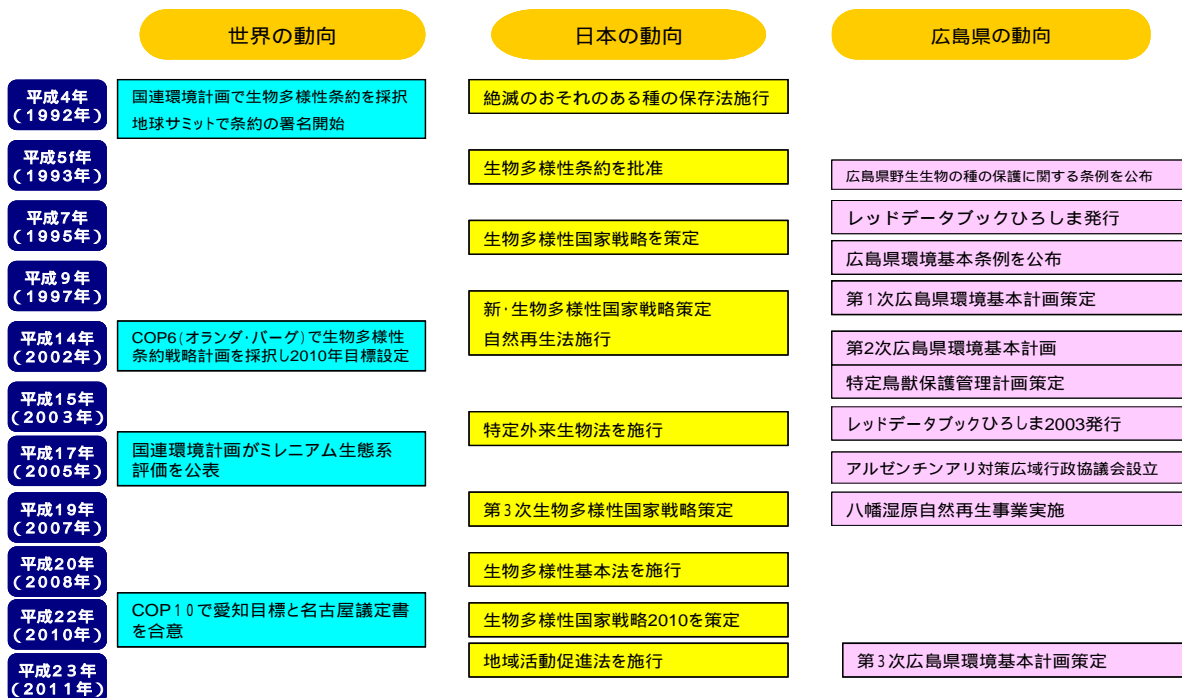 世界の動向
日本の動向
広島県の動向
平成4年
（1992年）
国連環境計画で生物多様性条約を採択
地球サミットで条約の署名開始
絶滅のおそれのある種の保存法施行
平成5f年
（1993年）
生物多様性条約を批准
広島県野生生物の種の保護に関する条例を公布
平成7年
（1995年）
生物多様性国家戦略を策定
レッドデータブックひろしま発行
広島県環境基本条例を公布
平成９年
（1997年）
新・生物多様性国家戦略策定
自然再生法施行
第1次広島県環境基本計画策定
平成14年
（2002年）
COP6(オランダ・バーグ)で生物多様性
条約戦略計画を採択し2010年目標設定
第2次広島県環境基本計画
特定鳥獣保護管理計画策定
平成15年
（2003年）
特定外来生物法を施行
レッドデータブックひろしま2003発行
平成17年
（2005年）
国連環境計画がミレニアム生態系
評価を公表
アルゼンチンアリ対策広域行政協議会設立
平成19年
（2007年）
第3次生物多様性国家戦略策定
八幡湿原自然再生事業実施
平成20年
（2008年）
生物多様性基本法を施行
平成22年
（2010年）
COP10で愛知目標と名古屋議定書
を合意
生物多様性国家戦略2010を策定
平成２３年
（2011年）
地域活動促進法を施行
第3次広島県環境基本計画策定